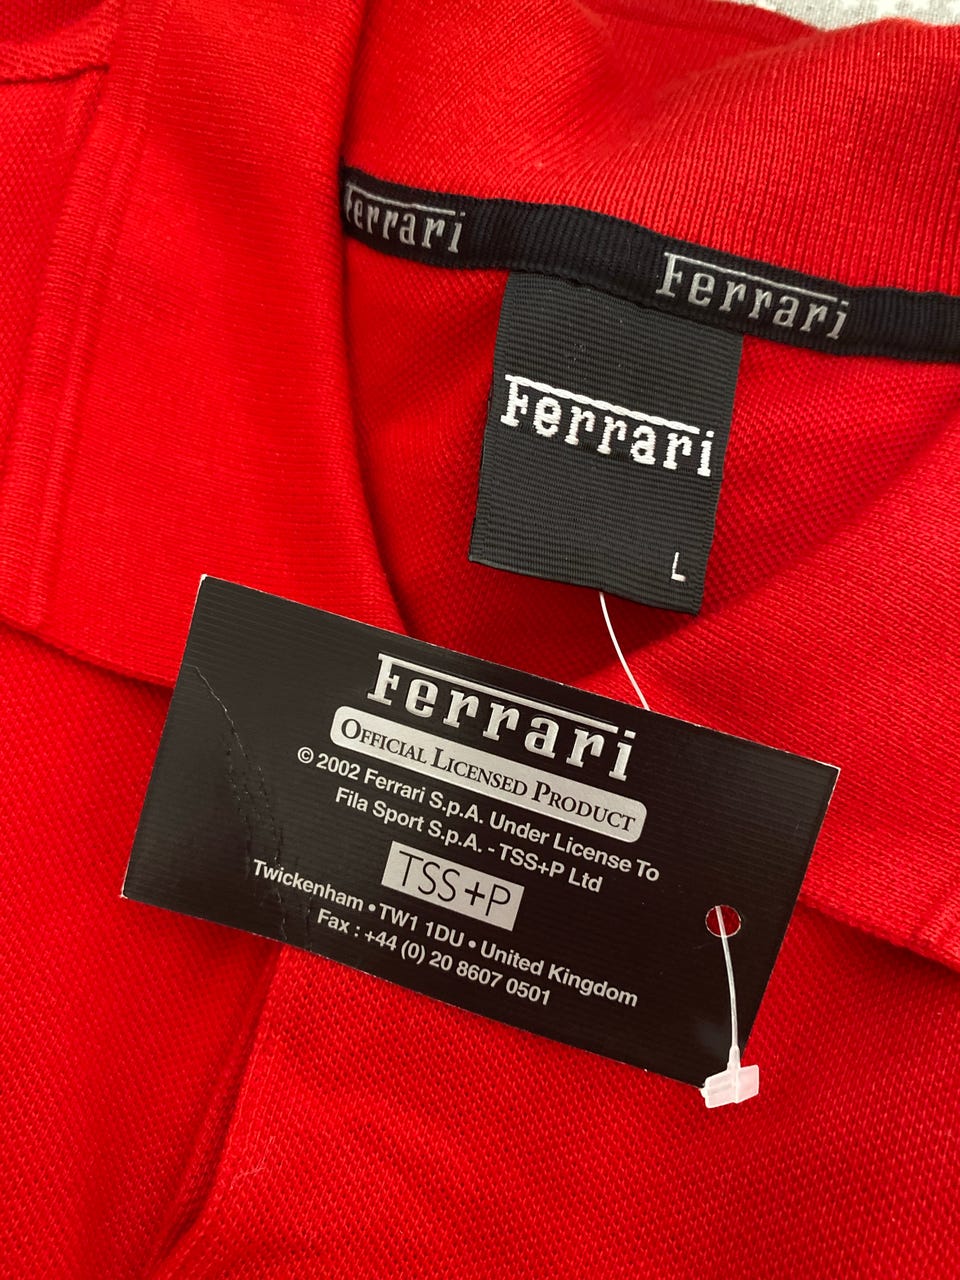 Ferrari
Ferrari
Ferrari
L
Ferrari
OFFICIAL LICENSED PRODUCT
© 2002 Ferrari S.p.A. Under License To
Fila Sport S.p.A. - TSS+P Ltd
TSS+P
Twickenham • TW1 1DU • United Kingdom
Fax : +44 (0) 20 8607 0501